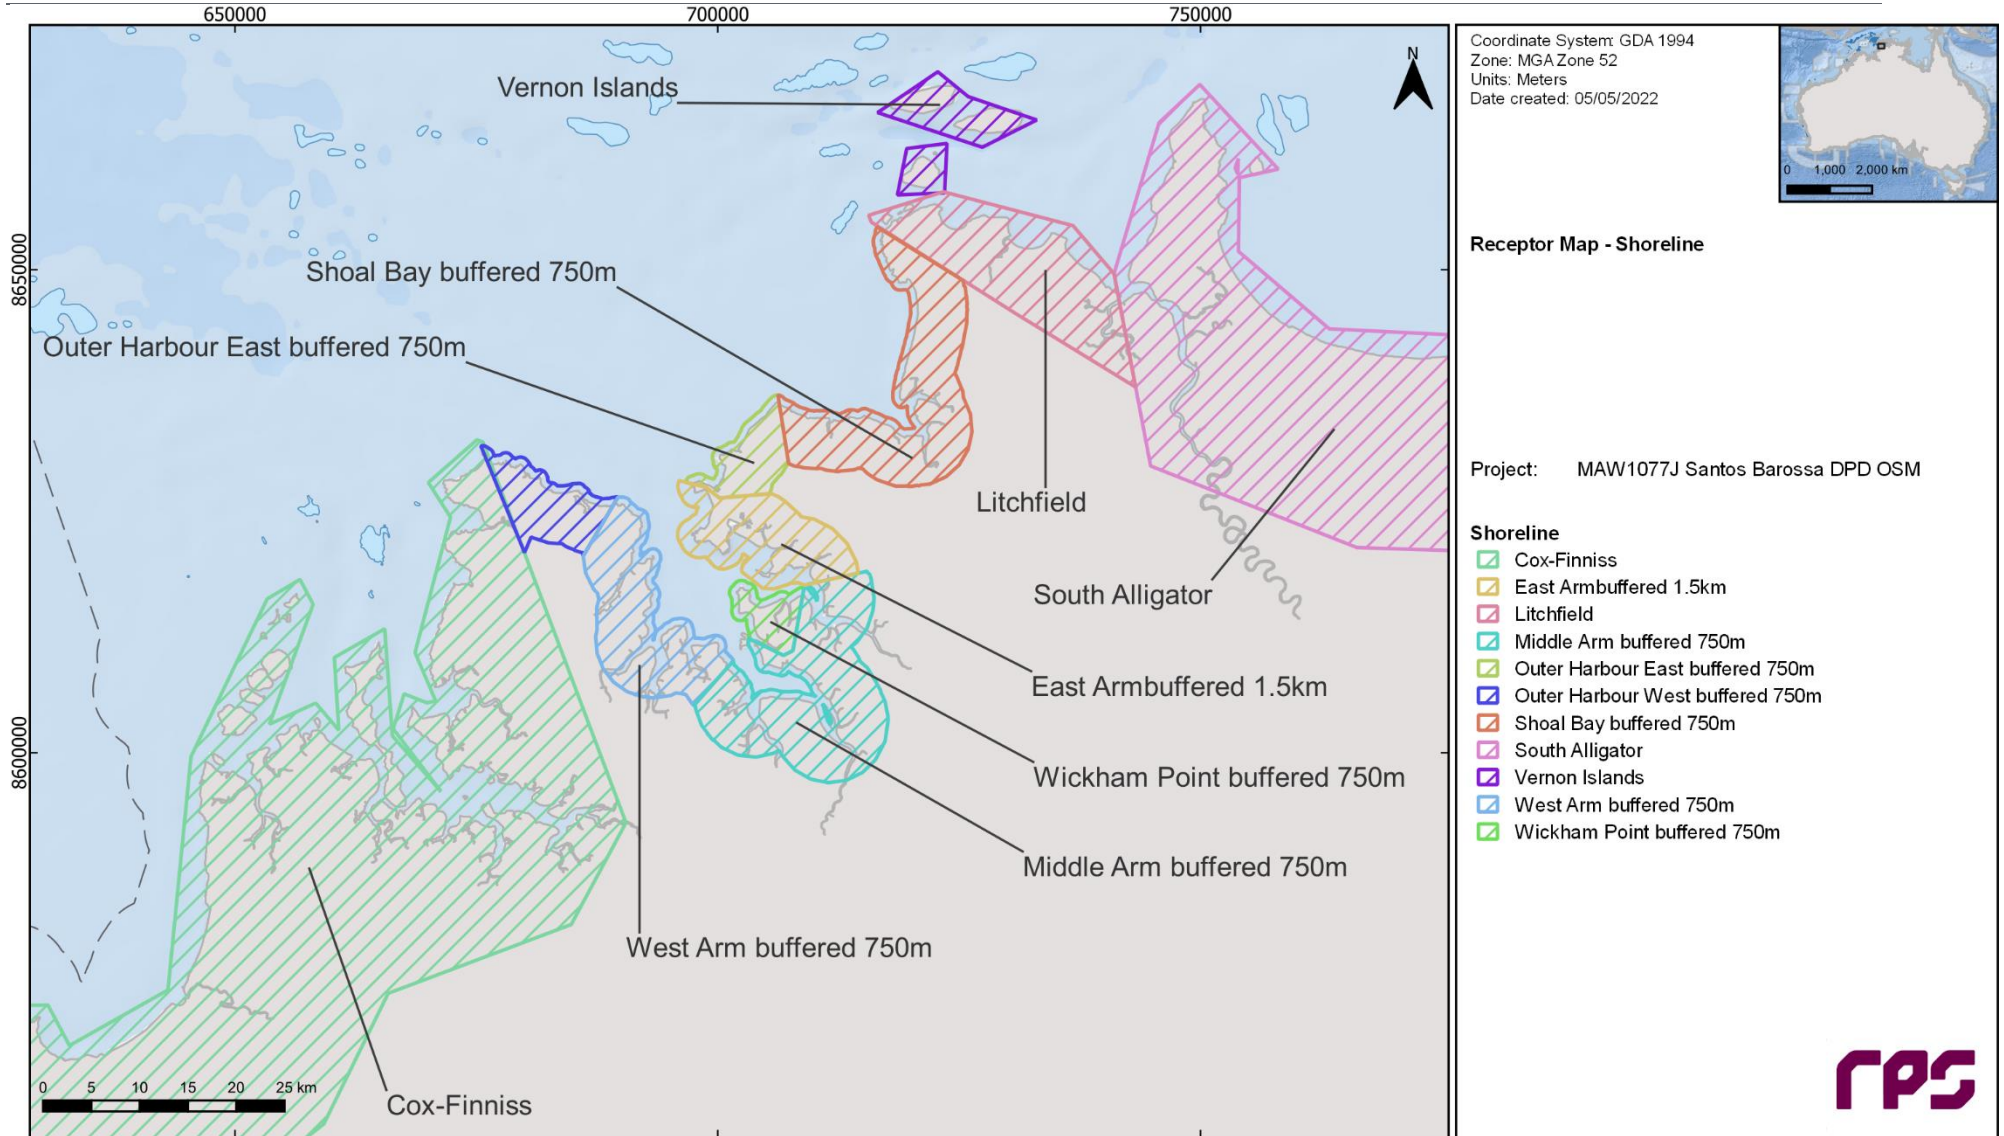 650000
700000
750000
8650000
8600000
N
Vernon Islands
Shoal Bay buffered 750m
Outer Harbour East buffered 750m
Litchfield
South Alligator
East Armbuffered 1.5km
Wickham Point buffered 750m
Middle Arm buffered 750m
West Arm buffered 750m
Cox-Finniss
0 5 10 15 20 25 km
Coordinate System: GDA 1994
Zone: MGA Zone 52
Units: Meters
Date created: 05/05/2022
0 1,000 2,000 km
Receptor Map - Shoreline
Project: MAW1077J Santos Barossa DPD OSM
Shoreline
Cox-Finniss
East Armbuffered 1.5km
Litchfield
Middle Arm buffered 750m
Outer Harbour East buffered 750m
Outer Harbour West buffered 750m
Shoal Bay buffered 750m
South Alligator
Vernon Islands
West Arm buffered 750m
Wickham Point buffered 750m
rps